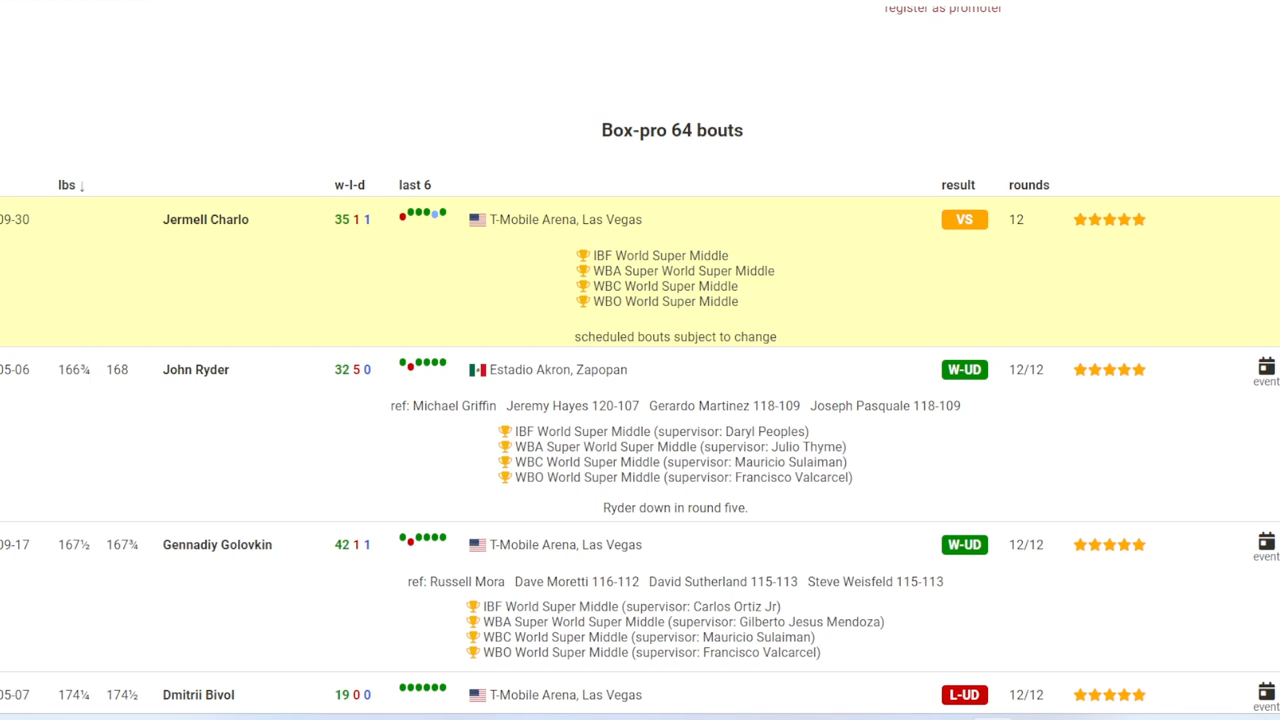 register as promoter
Box-pro 64 bouts
lbs ↓ w-l-d last 6 result rounds
09-30 Jermell Charlo 35 1 1 T-Mobile Arena, Las Vegas VS 12
IBF World Super Middle
WBA Super World Super Middle
WBC World Super Middle
WBO World Super Middle
scheduled bouts subject to change
05-06 166¾ 168 John Ryder 32 5 0 Estadio Akron, Zapopan W-UD 12/12
event
ref: Michael Griffin Jeremy Hayes 120-107 Gerardo Martinez 118-109 Joseph Pasquale 118-109
IBF World Super Middle (supervisor: Daryl Peoples)
WBA Super World Super Middle (supervisor: Julio Thyme)
WBC World Super Middle (supervisor: Mauricio Sulaiman)
WBO World Super Middle (supervisor: Francisco Valcarcel)
Ryder down in round five.
09-17 167½ 167¾ Gennadiy Golovkin 42 1 1 T-Mobile Arena, Las Vegas W-UD 12/12
event
ref: Russell Mora Dave Moretti 116-112 David Sutherland 115-113 Steve Weisfeld 115-113
IBF World Super Middle (supervisor: Carlos Ortiz Jr)
WBA Super World Super Middle (supervisor: Gilberto Jesus Mendoza)
WBC World Super Middle (supervisor: Mauricio Sulaiman)
WBO World Super Middle (supervisor: Francisco Valcarcel)
05-07 174¼ 174½ Dmitrii Bivol 19 0 0 T-Mobile Arena, Las Vegas L-UD 12/12
event